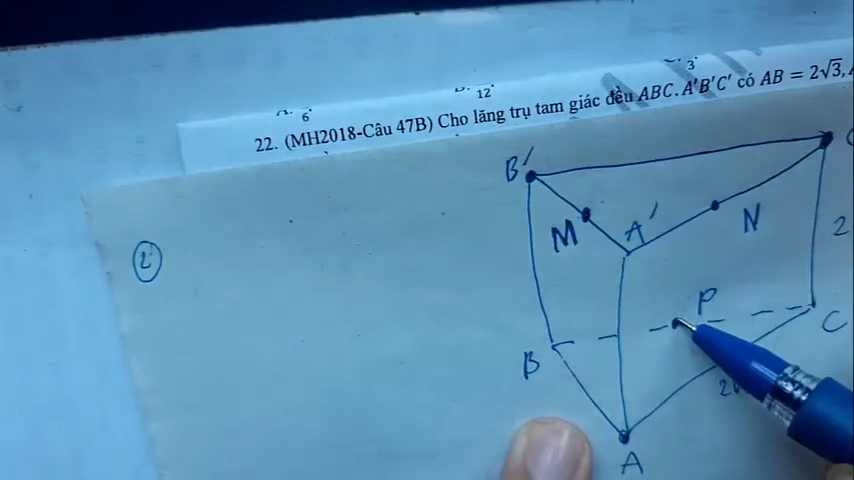 3
12
6
22. (MH2018-Câu 47B) Cho lăng trụ tam giác đều ABC.A'B'C' có AB = 2√3,
B'
M
A'
N
2
2'
P
C
B
A